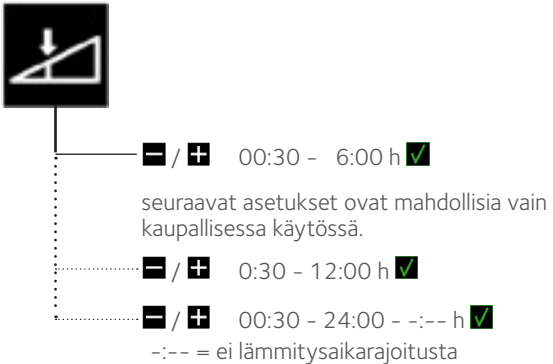 - / + 00:30 - 6:00 h ✓
seuraavat asetukset ovat mahdollisia vain
kaupallisessa käytössä.
- / + 0:30 - 12:00 h ✓
- / + 00:30 - 24:00 - -:-- h ✓
-:-- = ei lämmitysaikarajoitusta